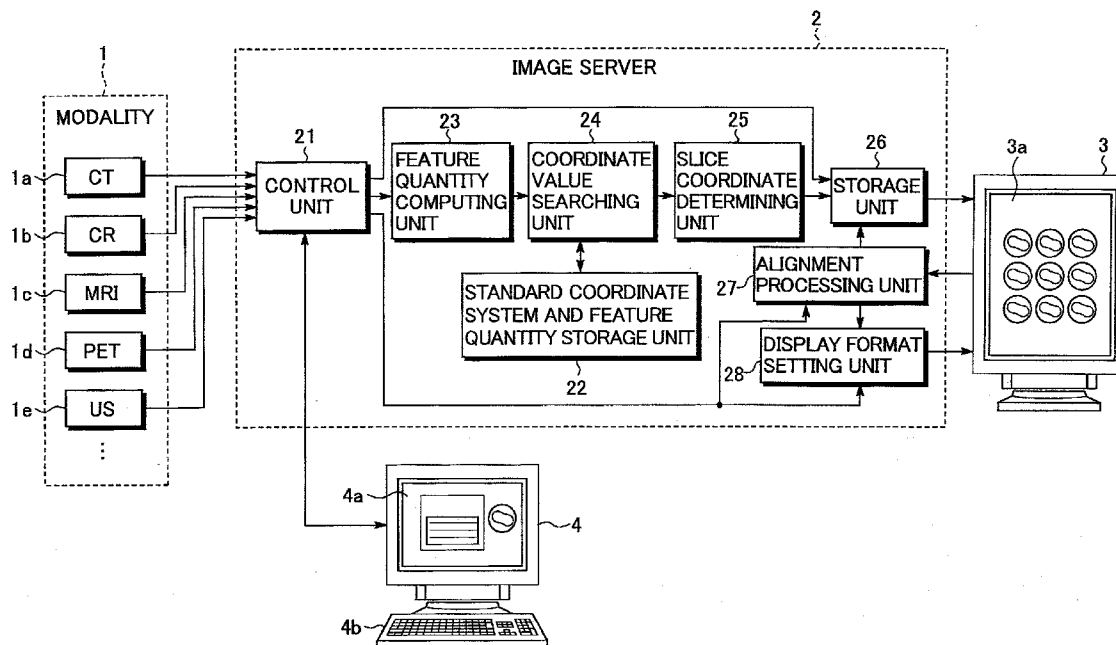 2
IMAGE SERVER
1
MODALITY
1a
CT
1b
CR
1c
MRI
1d
PET
1e
US
⋮
21
CONTROL
UNIT
23
FEATURE
QUANTITY
COMPUTING
UNIT
24
COORDINATE
VALUE
SEARCHING
UNIT
25
SLICE
COORDINATE
DETERMINING
UNIT
26
STORAGE
UNIT
STANDARD COORDINATE
SYSTEM AND FEATURE
QUANTITY STORAGE UNIT
22
27
ALIGNMENT
PROCESSING UNIT
28
DISPLAY FORMAT
SETTING UNIT
3a
3
4a
4
4b